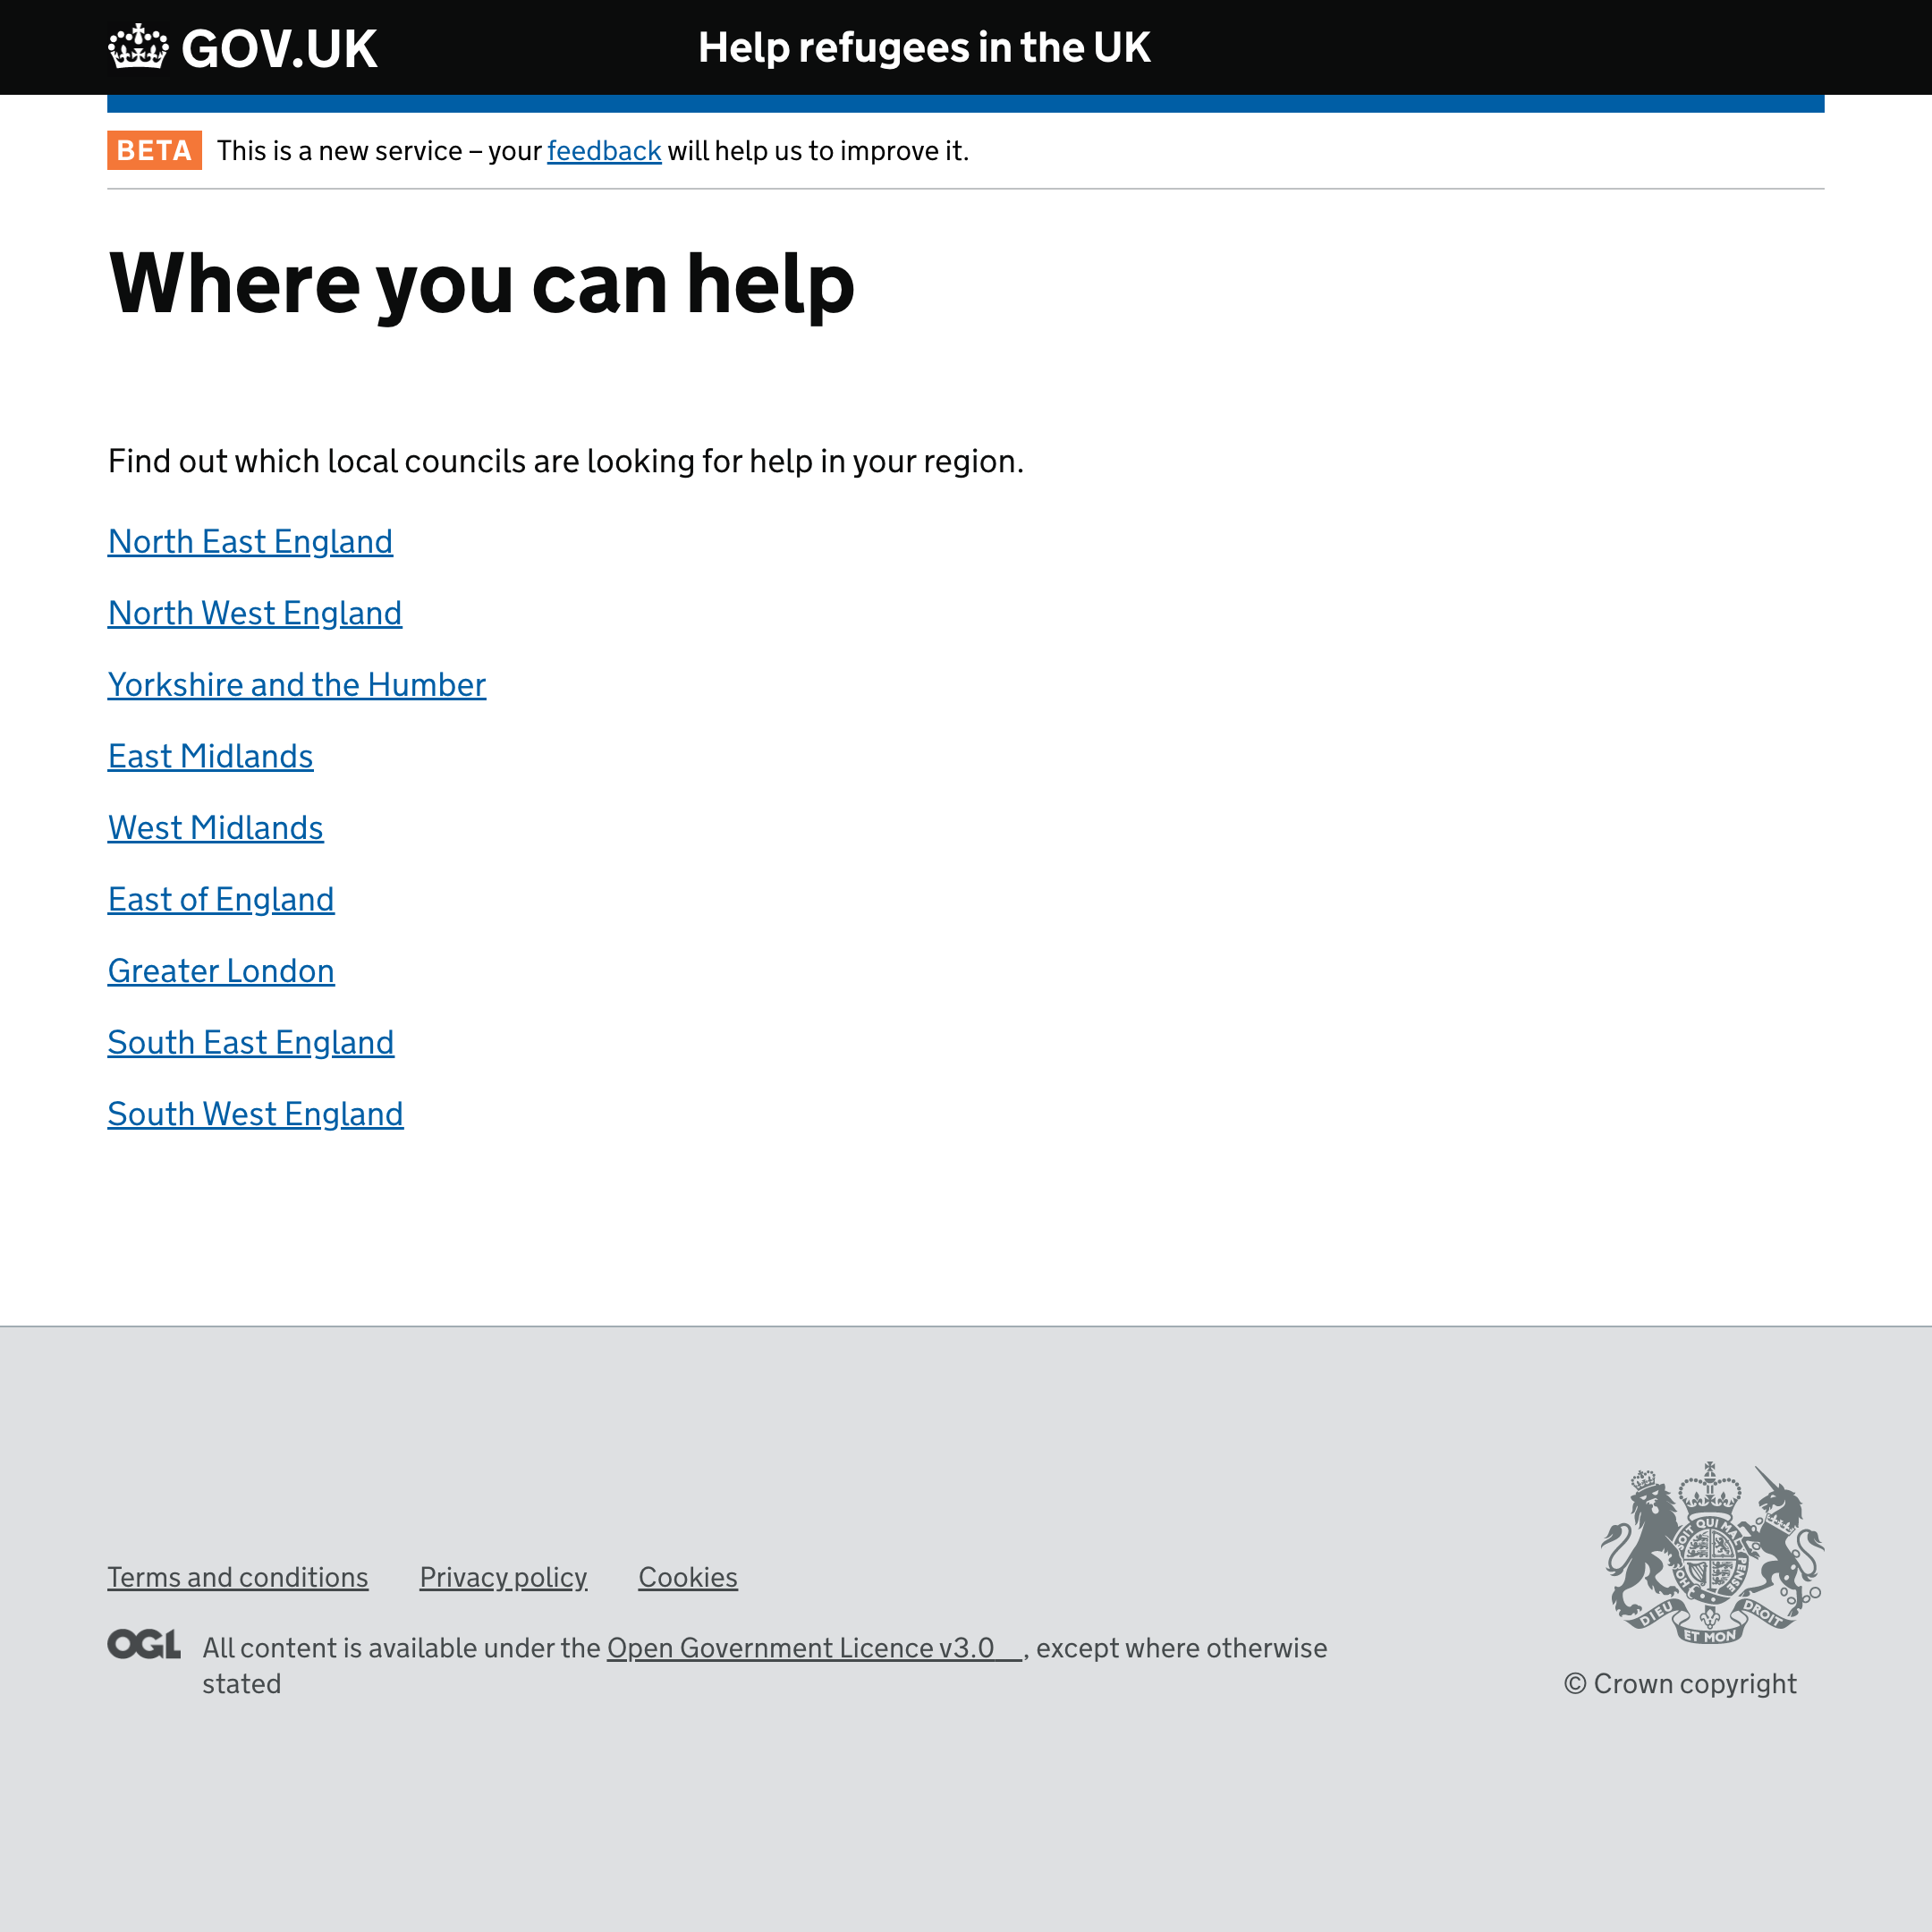 GOV.UK
Help refugees in the UK
BETA This is a new service – your feedback will help us to improve it.
Where you can help
Find out which local councils are looking for help in your region.
North East England
North West England
Yorkshire and the Humber
East Midlands
West Midlands
East of England
Greater London
South East England
South West England
Terms and conditions Privacy policy Cookies
OGL All content is available under the Open Government Licence v3.0 , except where otherwise
stated
SOIT QUI MAL
PENSE
HO
DIEU ET MON DROIT
© Crown copyright